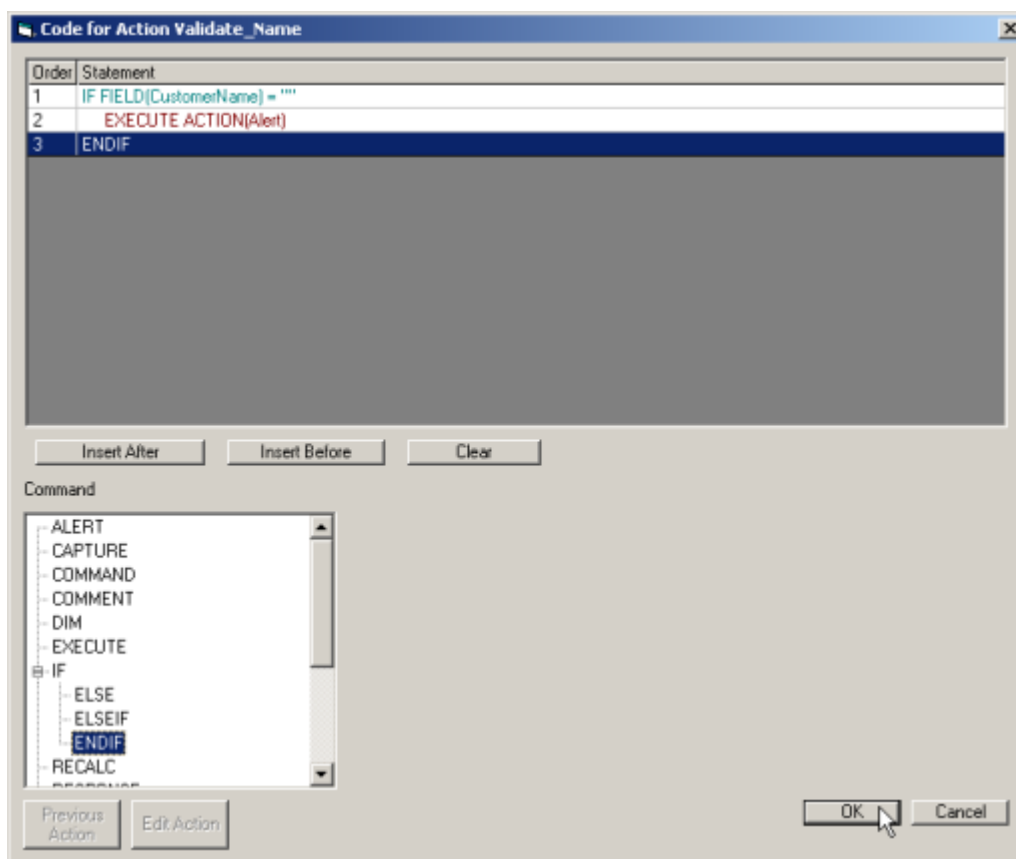 Code for Action Validate_Name
Order Statement
1 IF FIELD(CustomerName) = ""
2 EXECUTE ACTION(Alert)
3 ENDIF
Insert After Insert Before Clear
Command
ALERT
CAPTURE
COMMAND
COMMENT
DIM
EXECUTE
IF
ELSE
ELSEIF
ENDIF
RECALC
Previous Action Edit Action OK Cancel